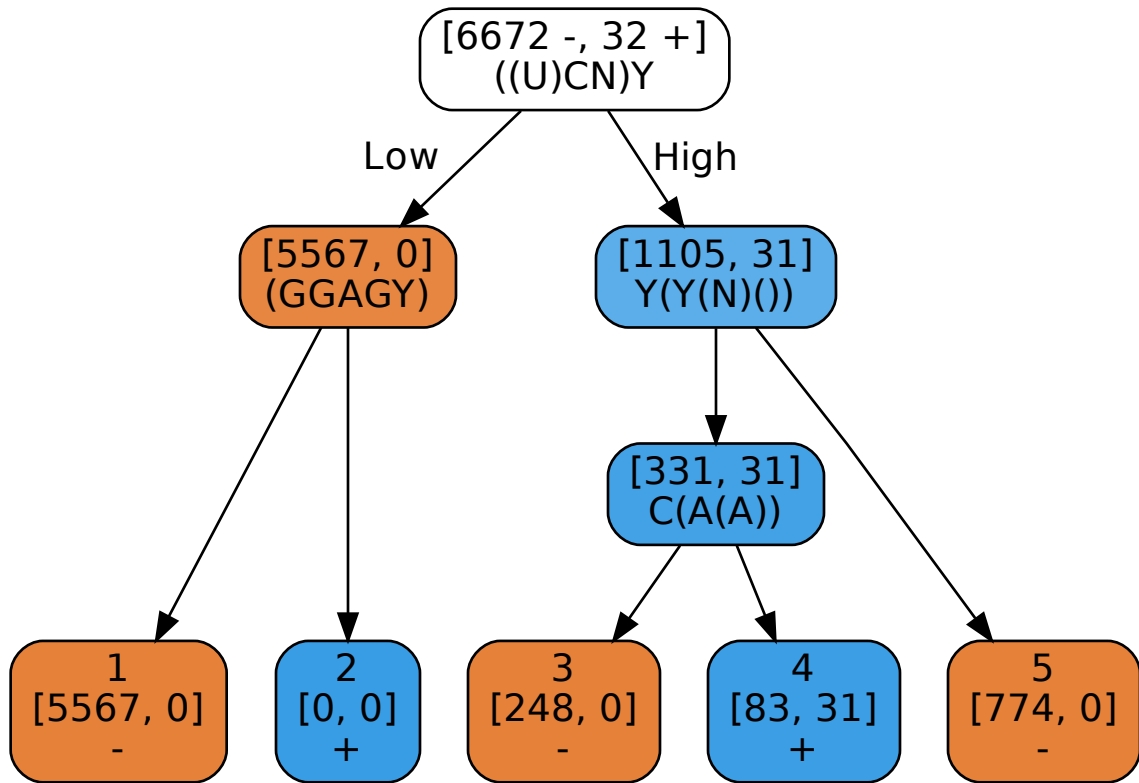 [6672 -, 32 +]
((U)CN)Y
Low
High
[5567, 0]
(GGAGY)
[1105, 31]
Y(Y(N)())
[331, 31]
C(A(A))
1
[5567, 0]
-
2
[0, 0]
+
3
[248, 0]
-
4
[83, 31]
+
5
[774, 0]
-